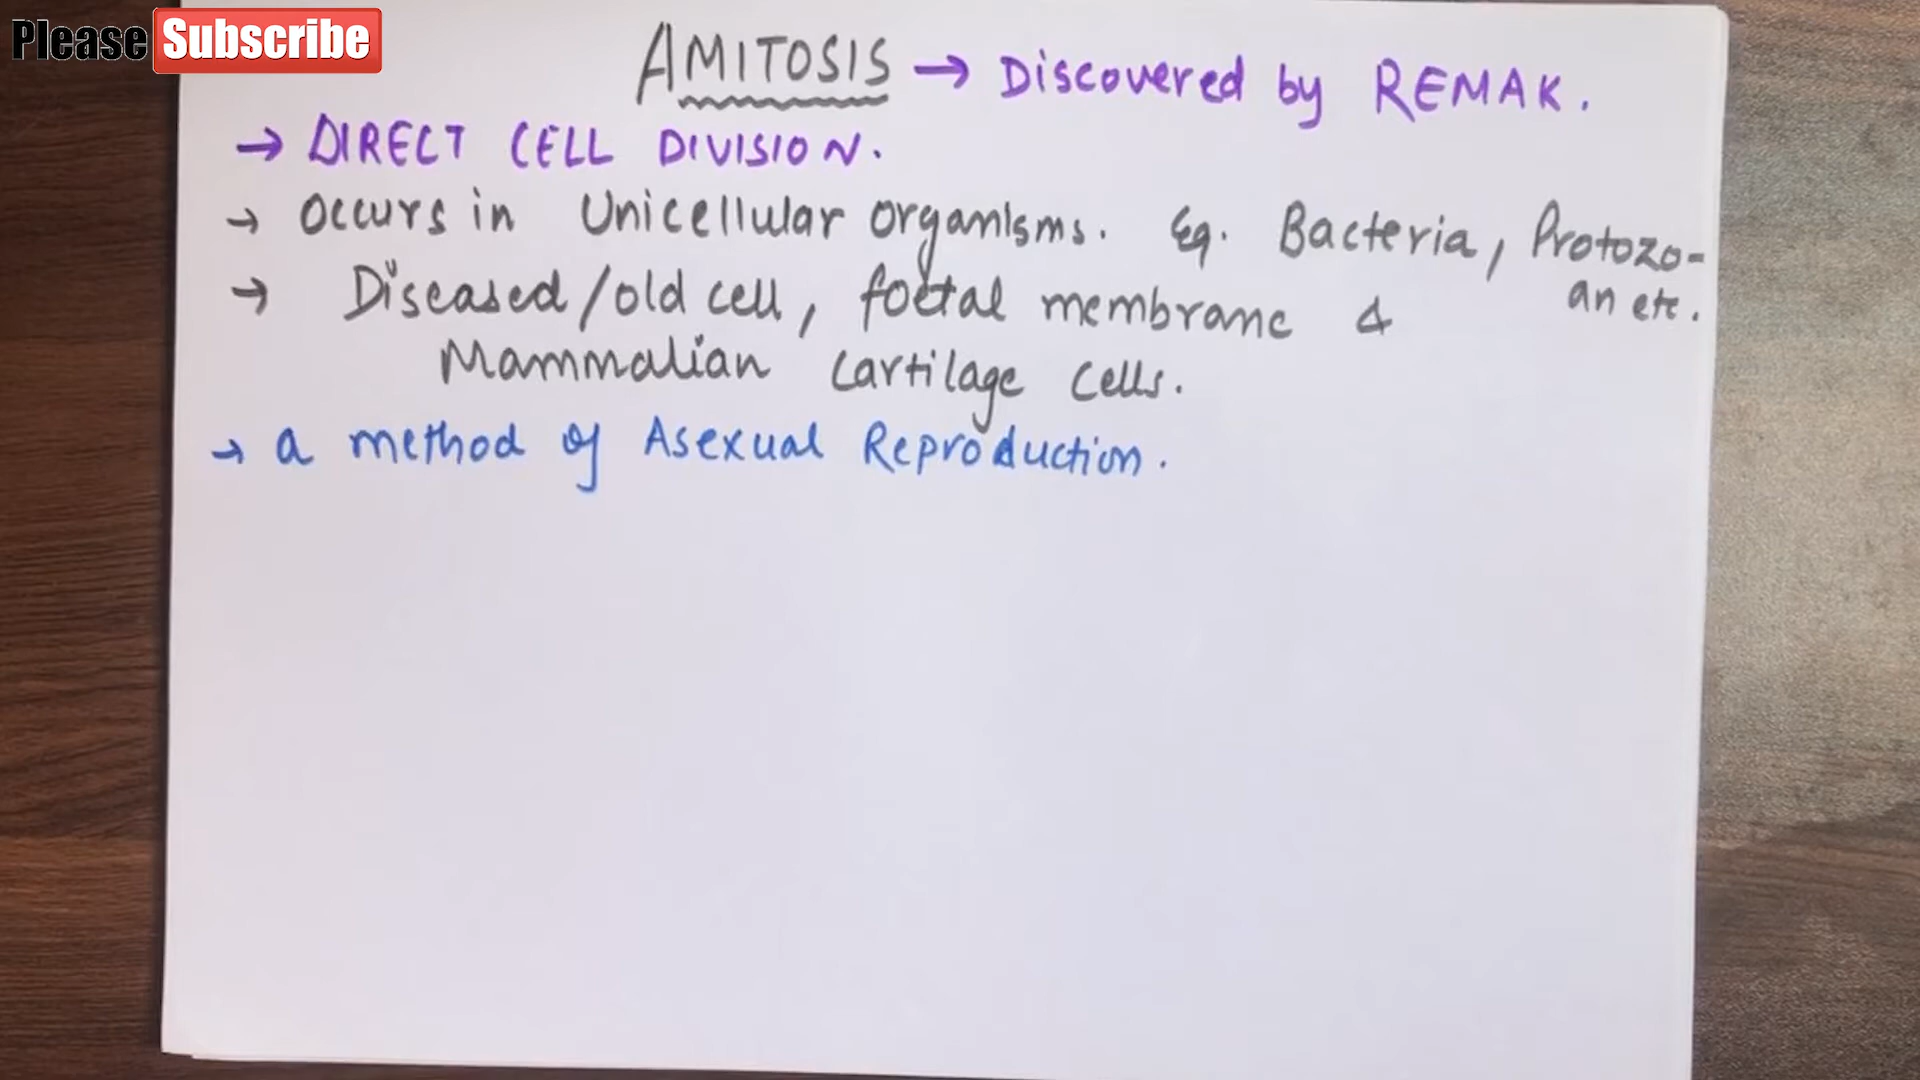 Please Subscribe
AMITOSIS → Discovered by REMAK.
→ DIRECT CELL DIVISION.
→ Occurs in Unicellular organisms. Eg. Bacteria, Protozo-
an etc.
→ Diseased/old cell, foetal membrane &
Mammalian cartilage cells.
→ a method of Asexual Reproduction.